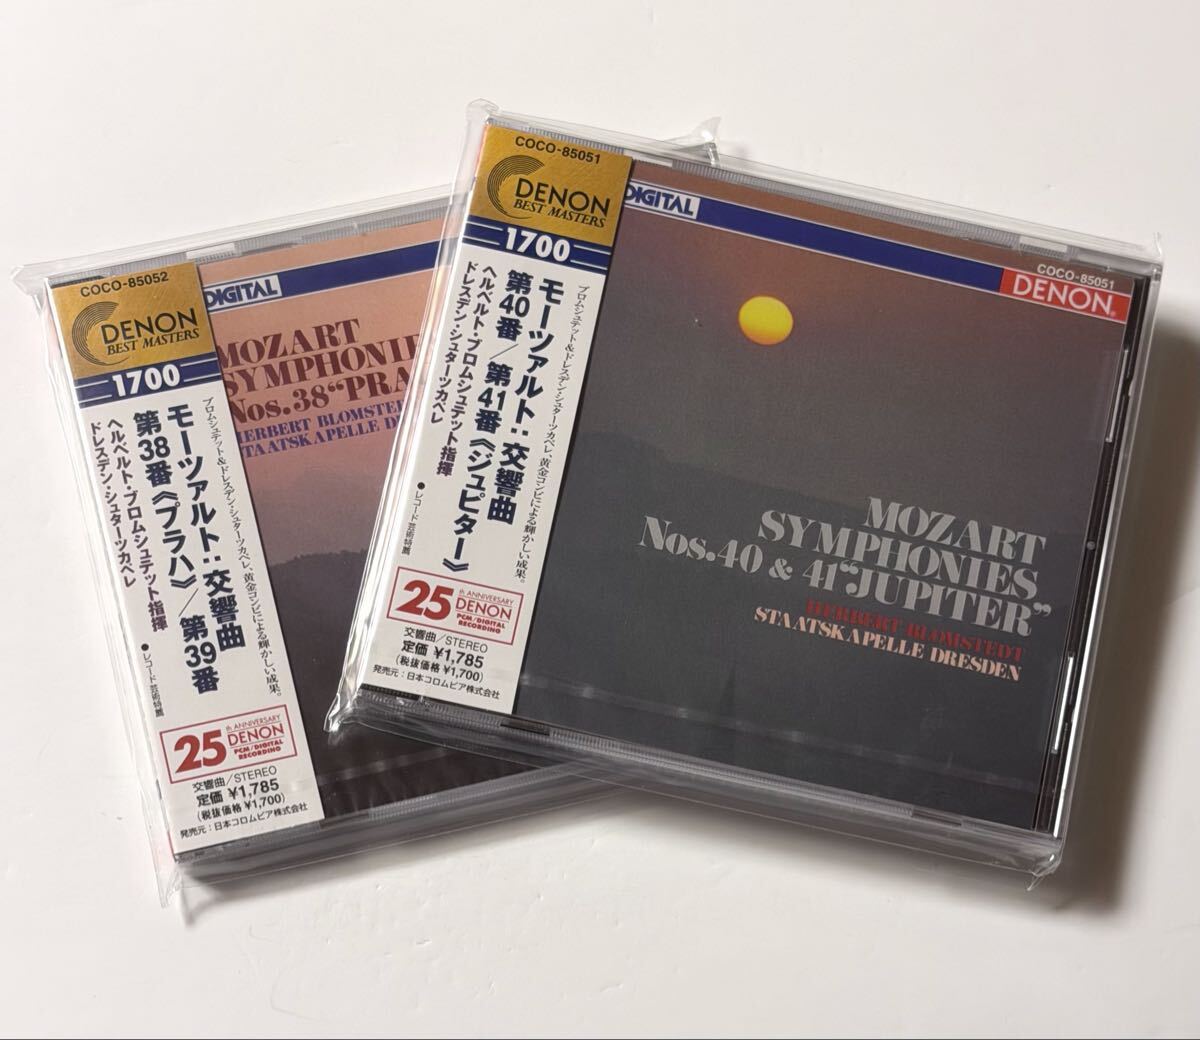 COCO-85052
DENON
BEST MASTERS
1700
ブロムシュテット&ドレスデン・シュターツカペレ、黄金コンビによる輝かしい成果。
モーツァルト:交響曲
第38番《プラハ》/第39番
ヘルベルト・ブロムシュテット指揮
ドレスデン・シュターツカペレ
●レコード芸術特薦
25th ANNIVERSARY
DENON
PCM/DIGITAL
RECORDING
交響曲/STEREO
定価 ¥1,785
(税抜価格 ¥1,700)
発売元:日本コロムビア株式会社
DIGITAL
MOZART
SYMPHONIE
Nos.38“PRA
HERBERT BLOMSTE
STAATSKAPELLE DR
COCO-85051
DENON
BEST MASTERS
1700
ブロムシュテット&ドレスデン・シュターツカペレ、黄金コンビによる輝かしい成果。
モーツァルト:交響曲
第40番/第41番《ジュピター》
ヘルベルト・ブロムシュテット指揮
ドレスデン・シュターツカペレ
●レコード芸術特薦
25th ANNIVERSARY
DENON
PCM/DIGITAL
RECORDING
交響曲/STEREO
定価 ¥1,785
(税抜価格 ¥1,700)
発売元:日本コロムビア株式会社
DIGITAL
COCO-85051
DENON
MOZART
SYMPHONIES
Nos.40 & 41“JUPITER”
HERBERT BLOMSTEDT
STAATSKAPELLE DRESDEN